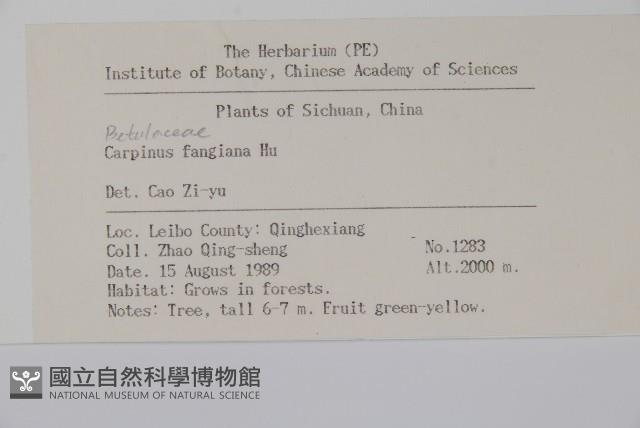 The Herbarium (PE)
Institute of Botany, Chinese Academy of Sciences
Plants of Sichuan, China
Betulaceae
Carpinus fangiana Hu
Det. Cao Zi-yu
Loc. Leibo County: Qinghexiang
Coll. Zhao Qing-sheng No.1283
Date. 15 August 1989 Alt.2000 m.
Habitat: Grows in forests.
Notes: Tree, tall 6-7 m. Fruit green-yellow.
國立自然科學博物館
NATIONAL MUSEUM OF NATURAL SCIENCE